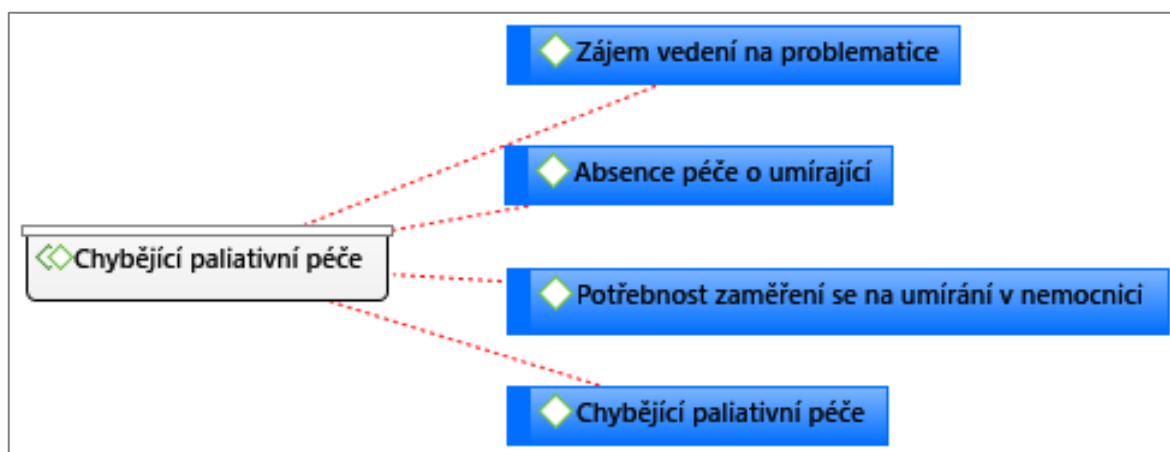 Zájem vedení na problematice
Absence péče o umírající
Chybějící paliativní péče
Potřebnost zaměření se na umírání v nemocnici
Chybějící paliativní péče